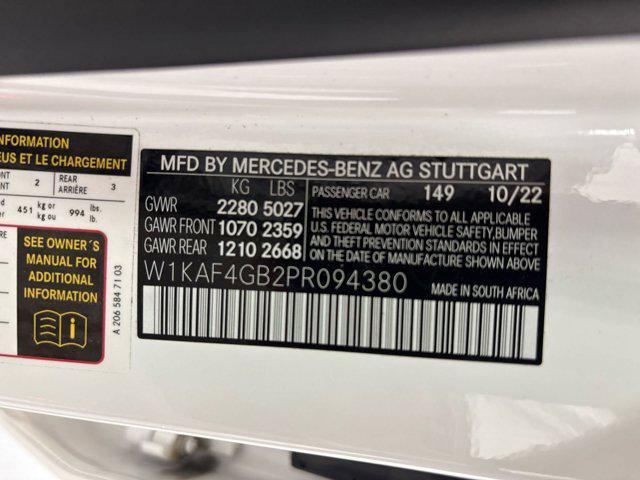 NFORMATION
EUS ET LE CHARGEMENT
2 REAR ARRIÈRE 3
451 kg or kg ou 994 lbs. lb.
SEE OWNER´S
MANUAL FOR
ADDITIONAL
INFORMATION
A 206 584 71 03
MFD BY MERCEDES-BENZ AG STUTTGART
KG LBS
GVWR 2280 5027
GAWR FRONT 1070 2359
GAWR REAR 1210 2668
PASSENGER CAR 149 10/22
THIS VEHICLE CONFORMS TO ALL APPLICABLE
U.S. FEDERAL MOTOR VEHICLE SAFETY,BUMPER
AND THEFT PREVENTION STANDARDS IN EFFECT
ON THE DATE OF MANUFACTURE SHOWN ABOVE
W1KAF4GB2PR094380
MADE IN SOUTH AFRICA